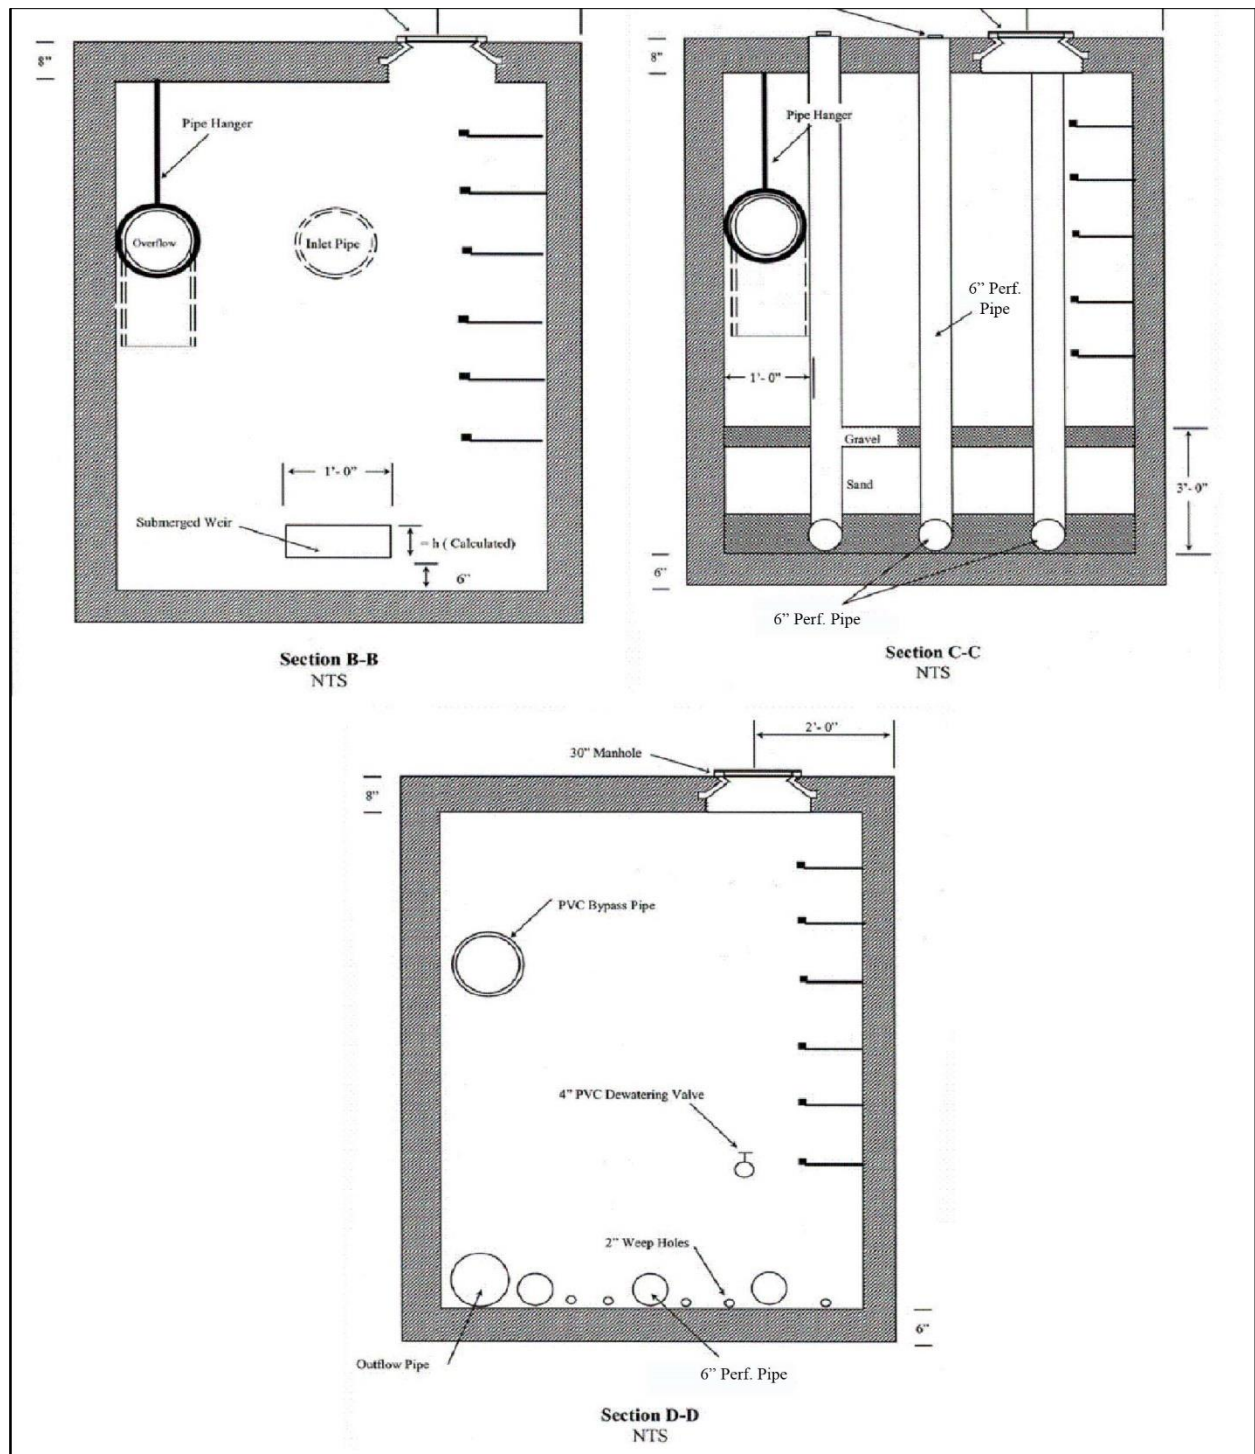 8"
Pipe Hanger
Overflow
Inlet Pipe
1'- 0"
Submerged Weir
= h ( Calculated)
6"
Section B-B
NTS
8"
Pipe Hanger
6" Perf.
Pipe
1'- 0"
Gravel
Sand
3'- 0"
6"
6" Perf. Pipe
Section C-C
NTS
2'- 0"
30" Manhole
8"
PVC Bypass Pipe
4" PVC Dewatering Valve
2" Weep Holes
6"
Outflow Pipe
6" Perf. Pipe
Section D-D
NTS